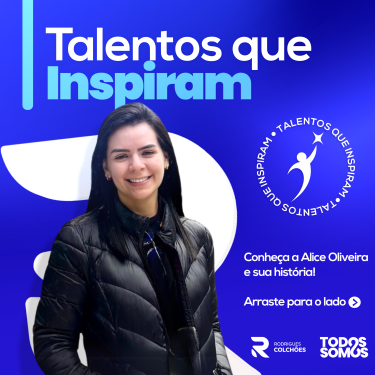 Talentos que
Inspiram
• TALENTOS QUE INSPIRAM • TALENTOS QUE INSPIRAM
Conheça a Alice Oliveira
e sua história!
Arraste para o lado
RODRIGUES
COLCHÕES
TODOS
SOMOS